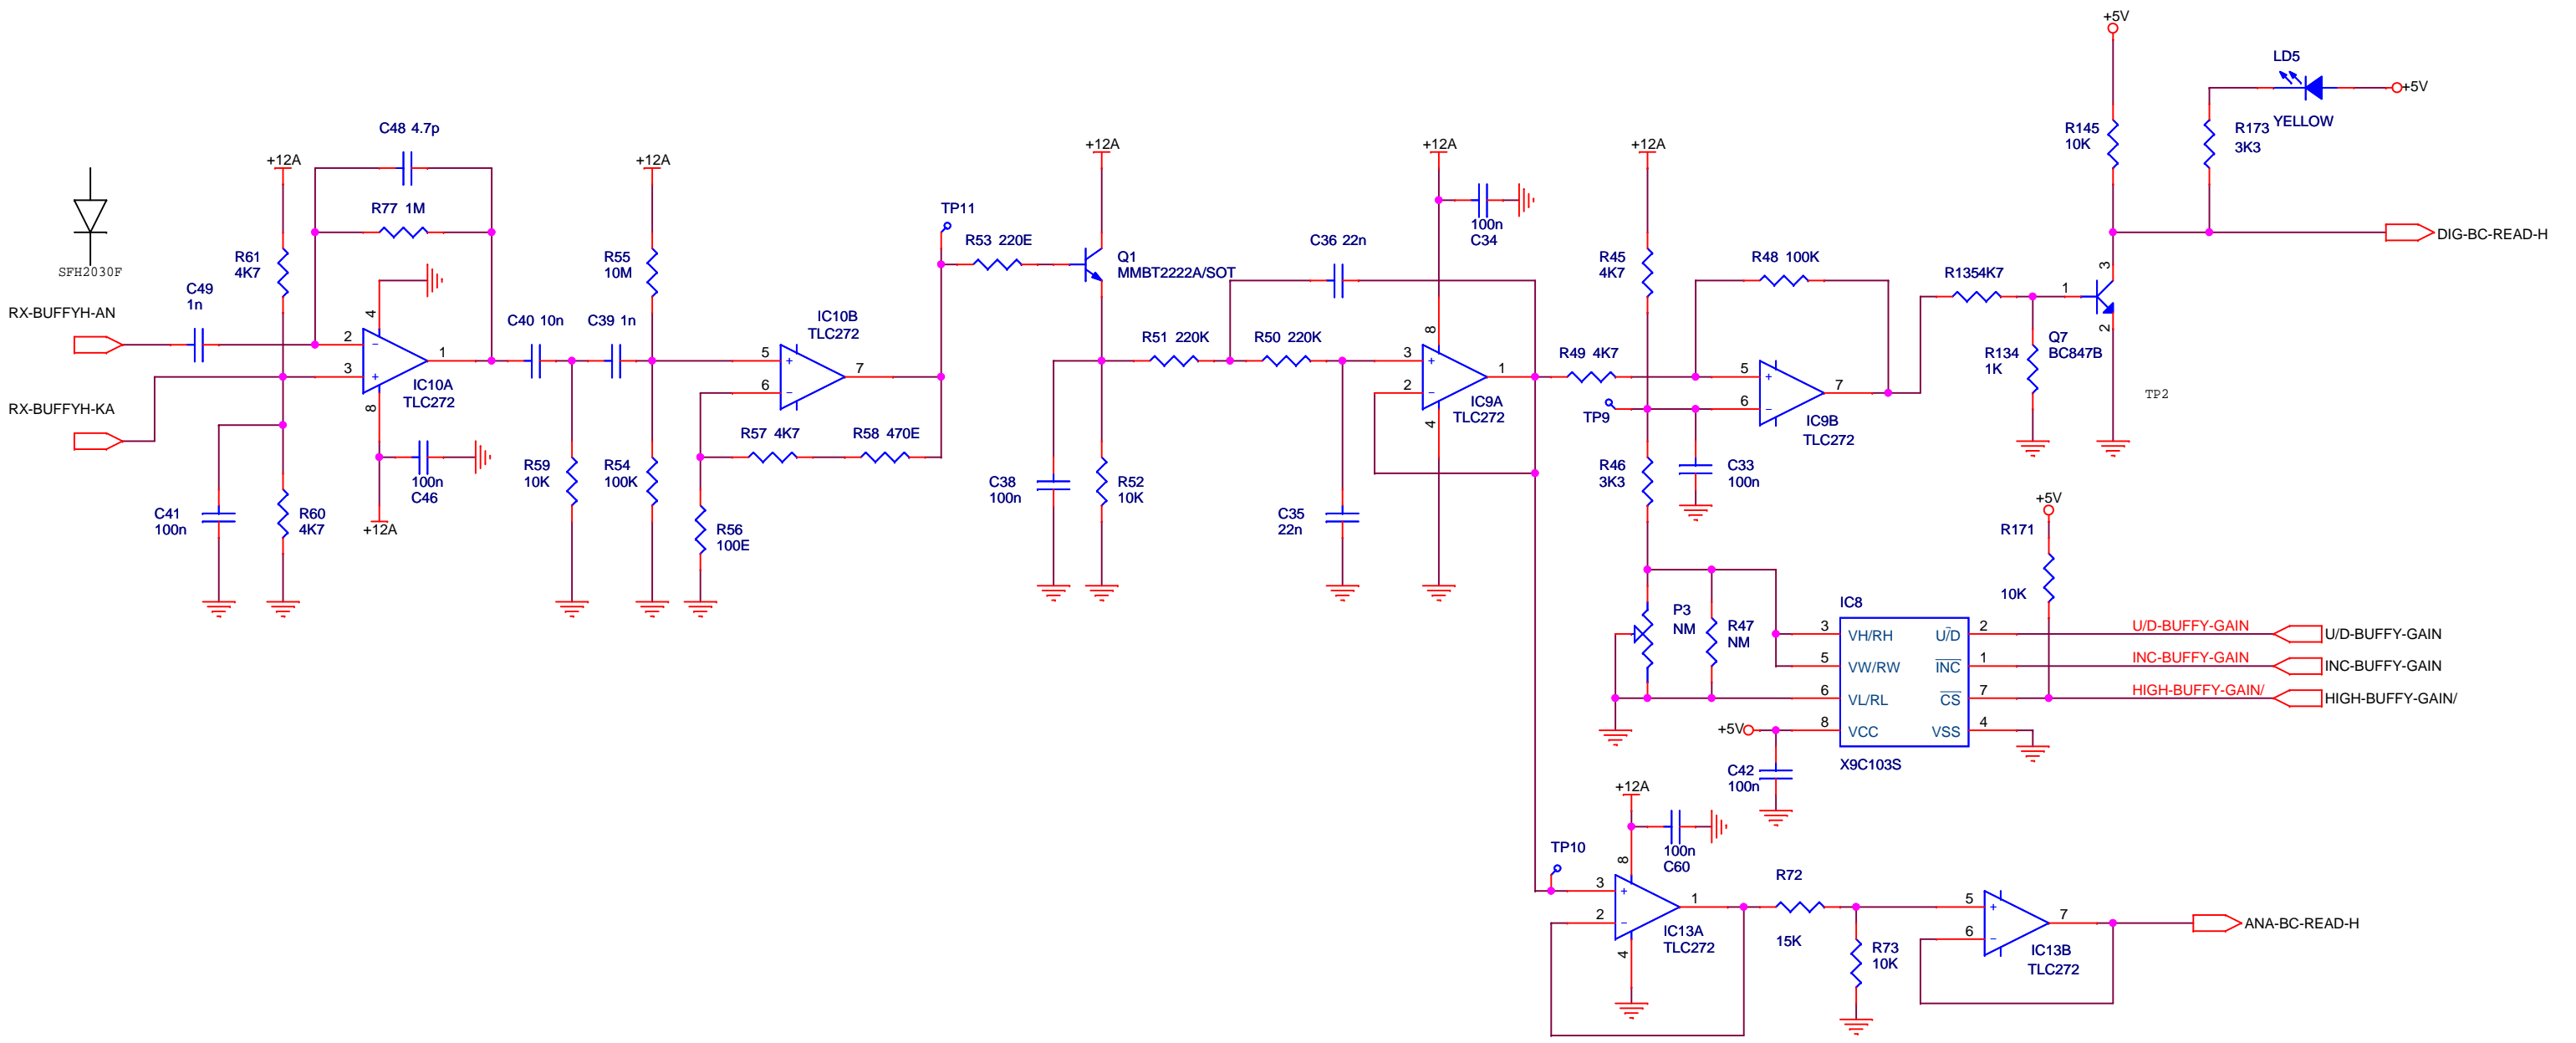 +5V
LD5
+5V
YELLOW
R173
3K3
R145
10K
C48 4.7p
+12A
+12A
+12A
+12A
+12A
R77 1M
TP11
SFH2030F
R61
4K7
R55
10M
R53 220E
Q1
MMBT2222A/SOT
C36 22n
100n
C34
R45
4K7
R48 100K
R1354K7
3
1
2
DIG-BC-READ-H
C49
1n
RX-BUFFYH-AN
4
2
-
1
3
+
8
IC10A
TLC272
C40 10n
C39 1n
IC10B
TLC272
5
+
7
6
-
R51 220K
R50 220K
8
3
+
1
2
-
4
IC9A
TLC272
R49 4K7
5
+
7
6
-
TP9
IC9B
TLC272
R134
1K
Q7
BC847B
TP2
RX-BUFFYH-KA
R57 4K7
R58 470E
100n
C46
+12A
R59
10K
R54
100K
C41
100n
R60
4K7
R56
100E
C38
100n
R52
10K
C35
22n
R46
3K3
C33
100n
+5V
R171
10K
P3
NM
R47
NM
IC8
3
VH/RH
U/D
2
5
VW/RW
INC
1
6
VL/RL
CS
7
8
VCC
VSS
4
X9C103S
+5V
C42
100n
U/D-BUFFY-GAIN
U/D-BUFFY-GAIN
INC-BUFFY-GAIN
INC-BUFFY-GAIN
HIGH-BUFFY-GAIN/
HIGH-BUFFY-GAIN/
+12A
100n
C60
TP10
8
3
+
1
2
-
4
IC13A
TLC272
R72
15K
R73
10K
5
+
7
6
-
IC13B
TLC272
ANA-BC-READ-H